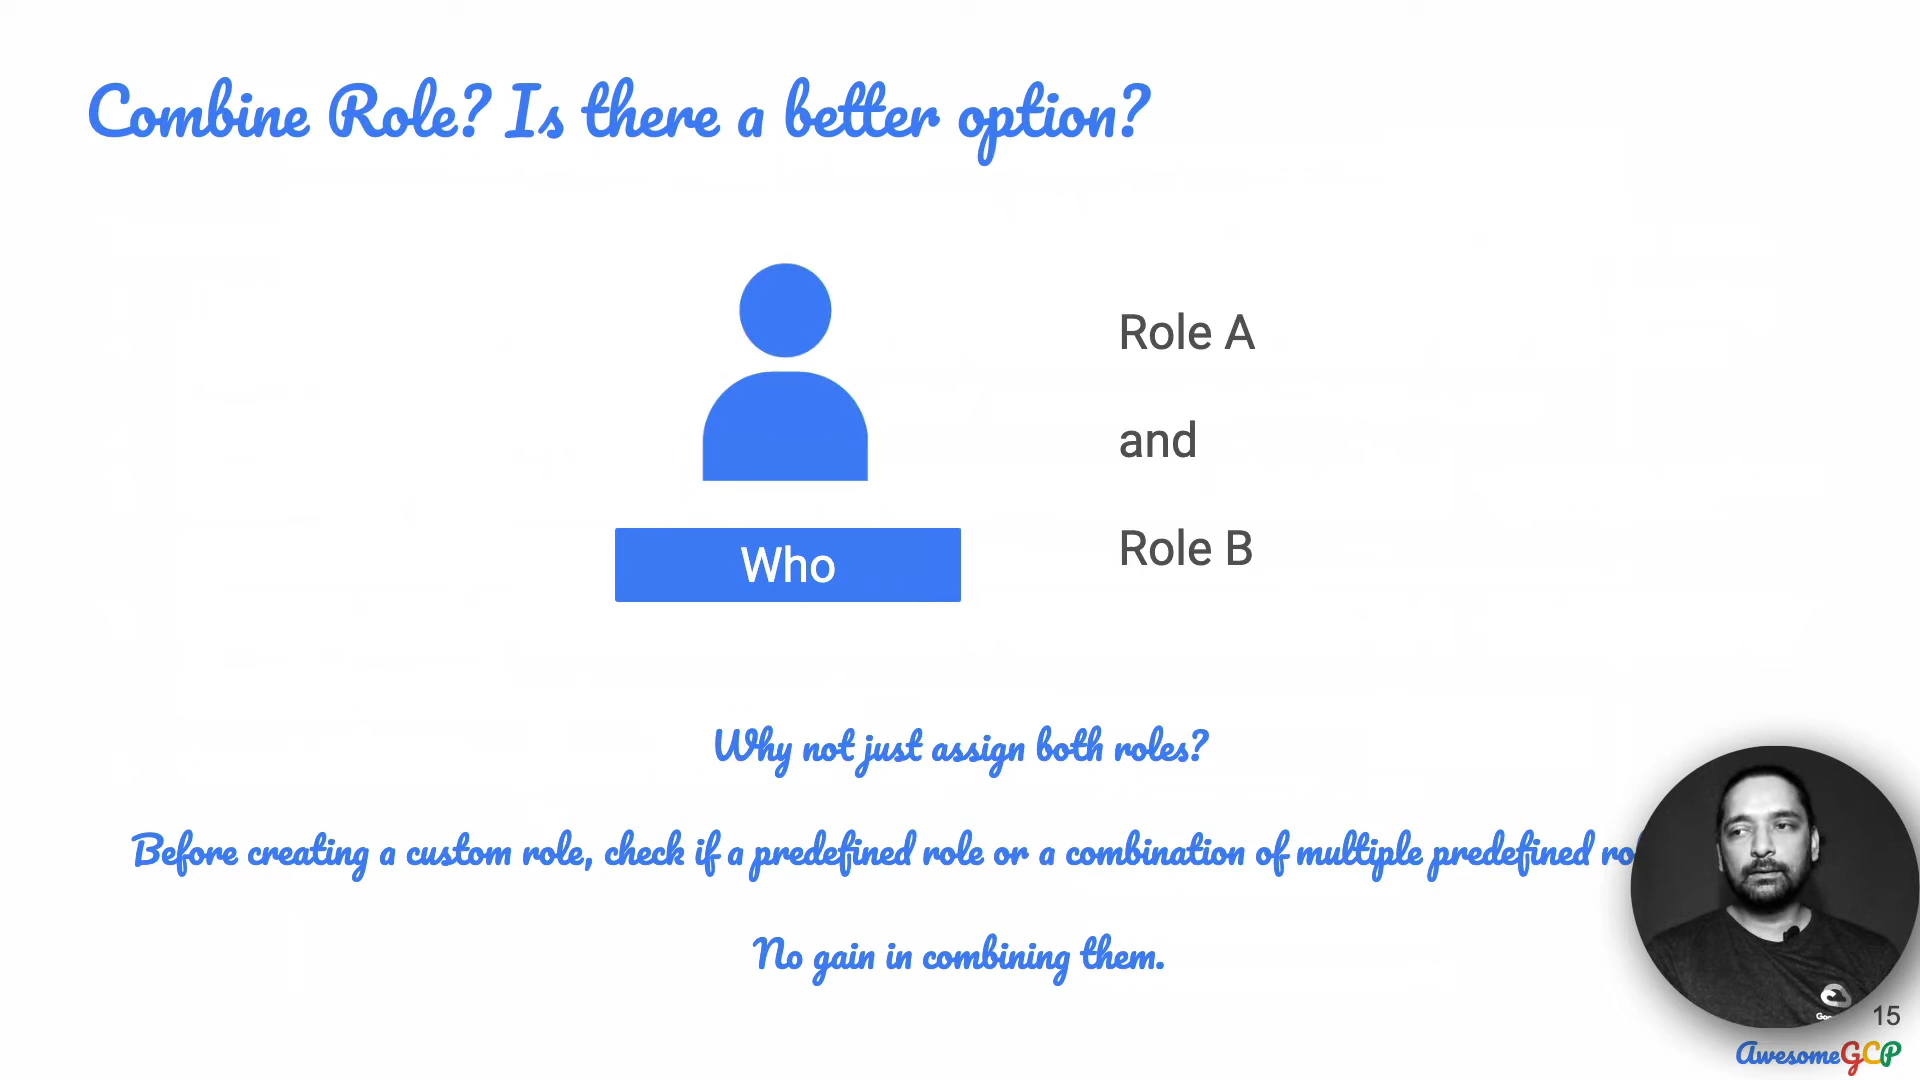 Combine Role? Is there a better option?
Role A
and
Role B
Who
Why not just assign both roles?
Before creating a custom role, check if a predefined role or a combination of multiple predefined
No gain in combining them.
15
AwesomeGCP